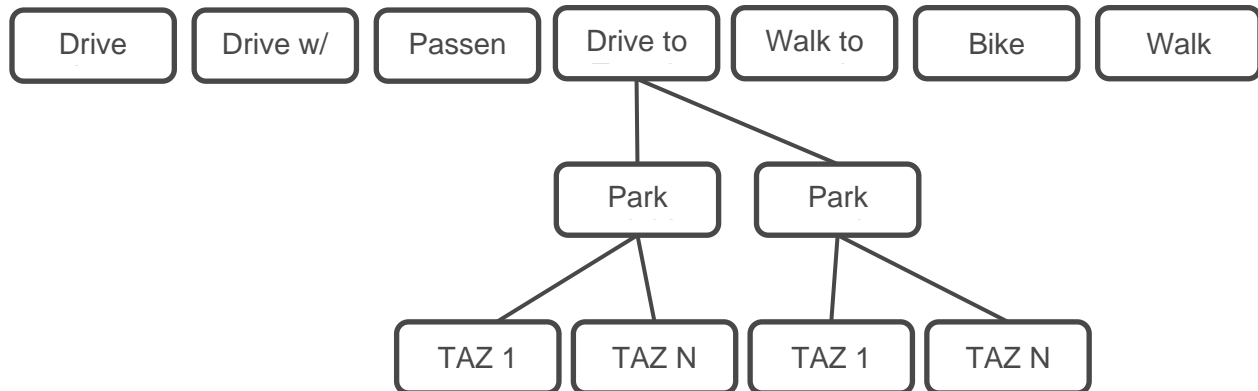 Drive
Drive w/
Passen
Drive to
Walk to
Bike
Walk
Park
Park
TAZ 1
TAZ N
TAZ 1
TAZ N